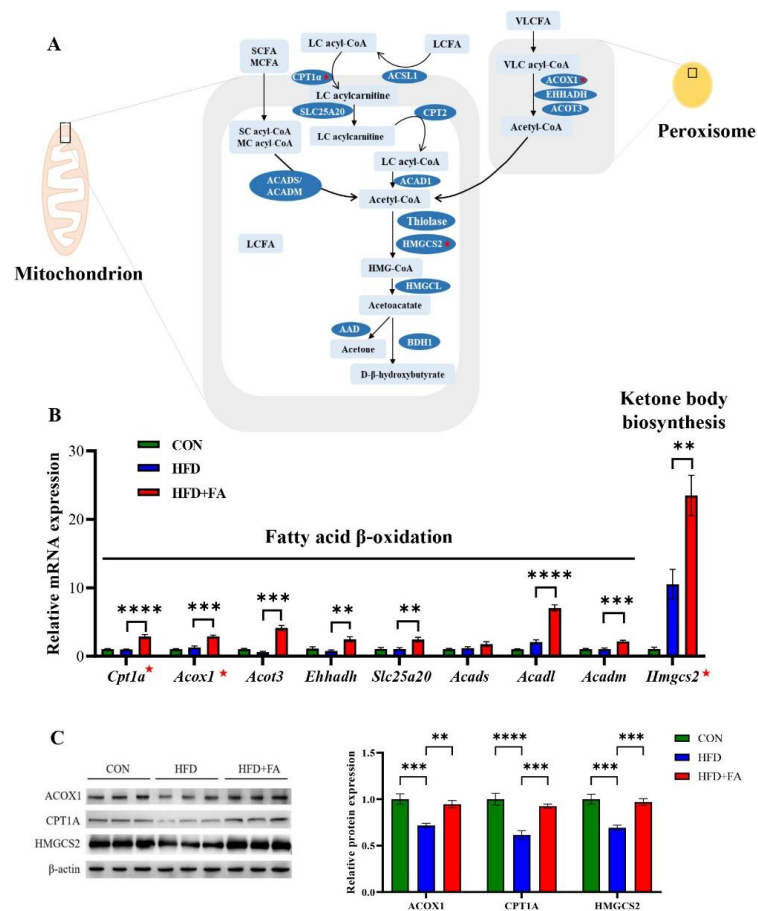 A
SCFA
MCFA
LC acyl-CoA
LCFA
VLCFA
CPT1α★
ACSL1
VLC acyl-CoA
LC acylcarnitine
ACOX1★
EHHADH
ACOT3
SLC25A20
CPT2
LC acylcarnitine
Acetyl-CoA
Peroxisome
SC acyl-CoA
MC acyl-CoA
LC acyl-CoA
ACADS/
ACADM
ACAD1
Acetyl-CoA
Thiolase
LCFA
HMGCS2★
Mitochondrion
HMG-CoA
HMGCL
Acetoacatate
AAD
BDH1
Acetone
D-β-hydroxybutyrate
B
Ketone body
biosynthesis
CON
HFD
HFD+FA
Relative mRNA expression
30
20
10
0
Fatty acid β-oxidation
**** *** *** ** ** **** *** **
Cpt1a★ Acox1★ Acot3 Ehhadh Slc25a20 Acads Acadl Acadm IImgcs2★
C
CON HFD HFD+FA
ACOX1
CPT1A
HMGCS2
β-actin
CON
HFD
HFD+FA
Relative protein expression
1.5
1.0
0.5
0.0
** **** ***
*** *** ***
ACOX1 CPT1A HMGCS2